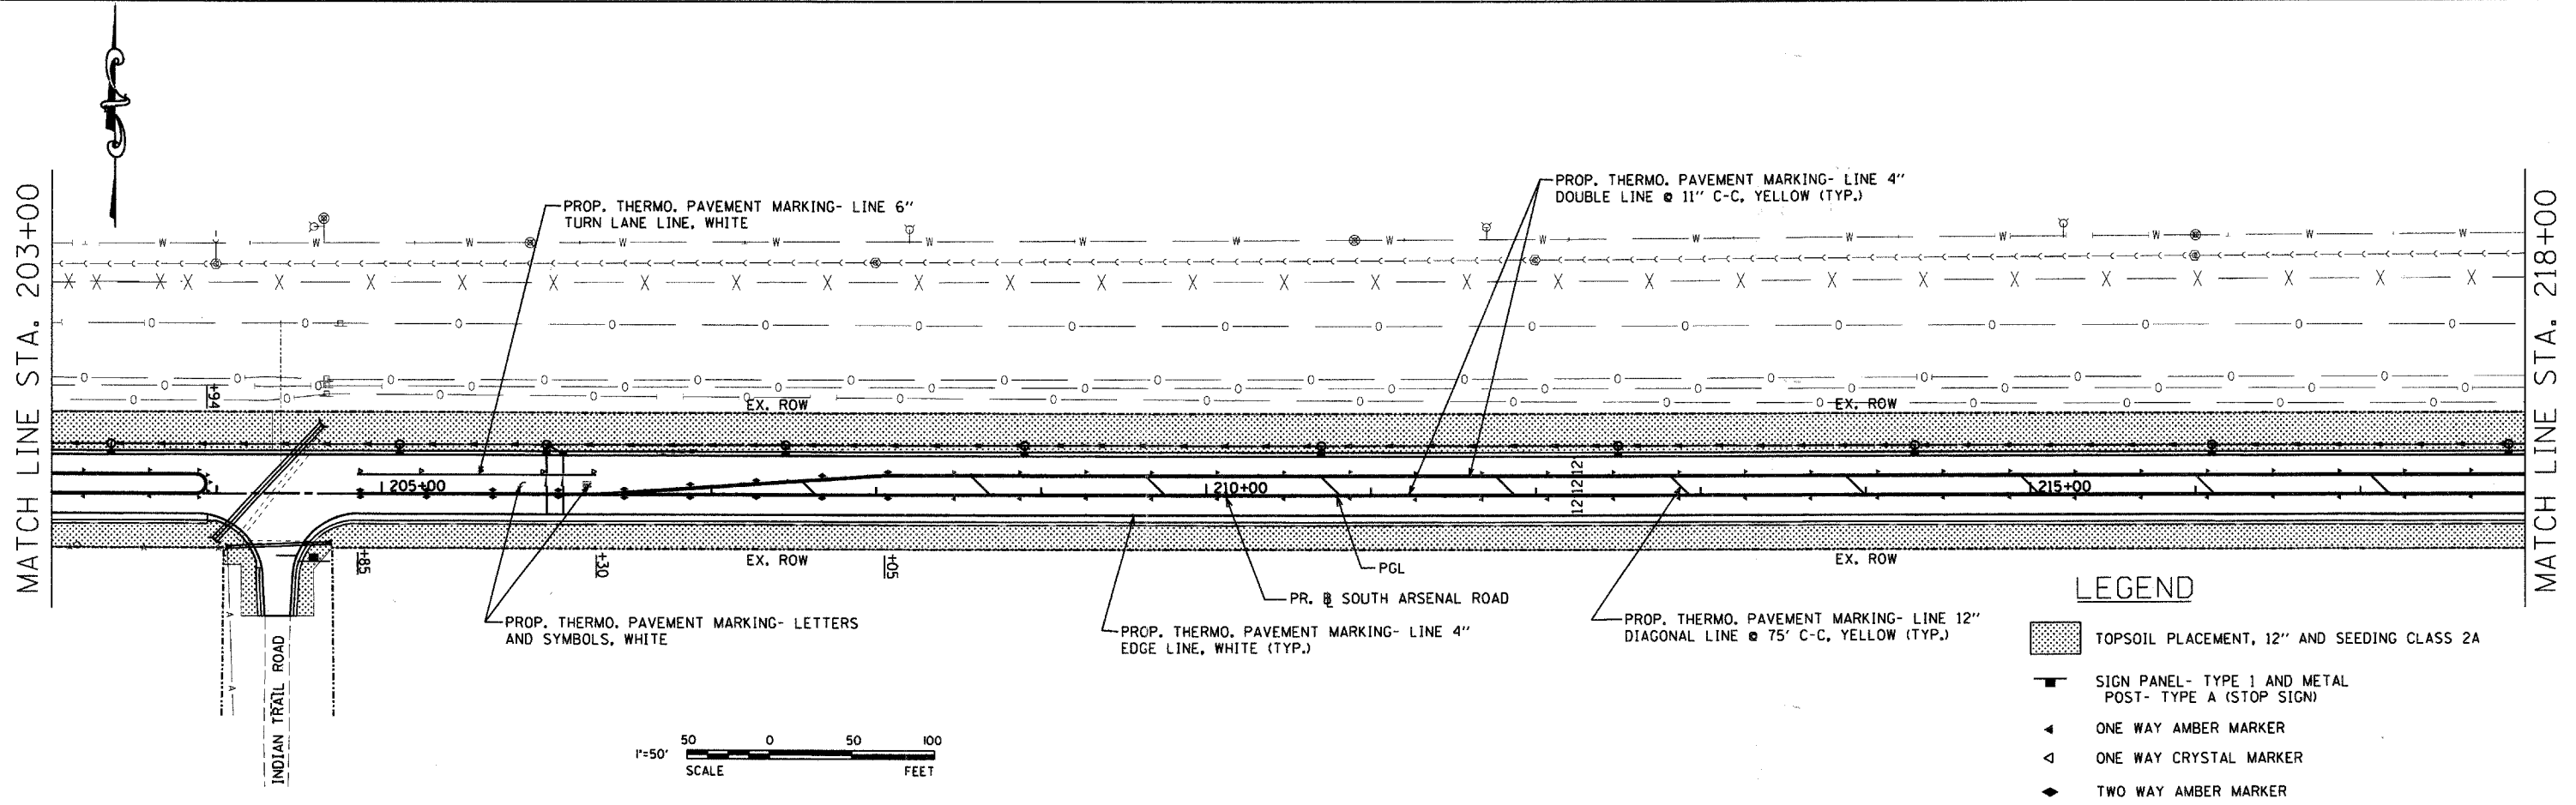 PROP. THERMO. PAVEMENT MARKING- LINE 6"
TURN LANE LINE, WHITE
PROP. THERMO. PAVEMENT MARKING- LINE 4"
DOUBLE LINE @ 11" C-C, YELLOW (TYP.)
MATCH LINE STA. 203+00
MATCH LINE STA. 218+00
W W W W W W W W W W W W W W W
O O O O O O O O O O O O O O O O
+94
EX. ROW
EX. ROW
12'12'
205+00
210+00
12'12'
215+00
+85
+30
EX. ROW
+05
EX. ROW
PGL
PR. ℄ SOUTH ARSENAL ROAD
PROP. THERMO. PAVEMENT MARKING- LETTERS
AND SYMBOLS, WHITE
PROP. THERMO. PAVEMENT MARKING- LINE 4"
EDGE LINE, WHITE (TYP.)
PROP. THERMO. PAVEMENT MARKING- LINE 12"
DIAGONAL LINE @ 75' C-C, YELLOW (TYP.)
A A
INDIAN TRAIL ROAD
1"=50'
50 0 50 100
SCALE FEET
LEGEND
TOPSOIL PLACEMENT, 12" AND SEEDING CLASS 2A
SIGN PANEL- TYPE 1 AND METAL
POST- TYPE A (STOP SIGN)
ONE WAY AMBER MARKER
ONE WAY CRYSTAL MARKER
TWO WAY AMBER MARKER